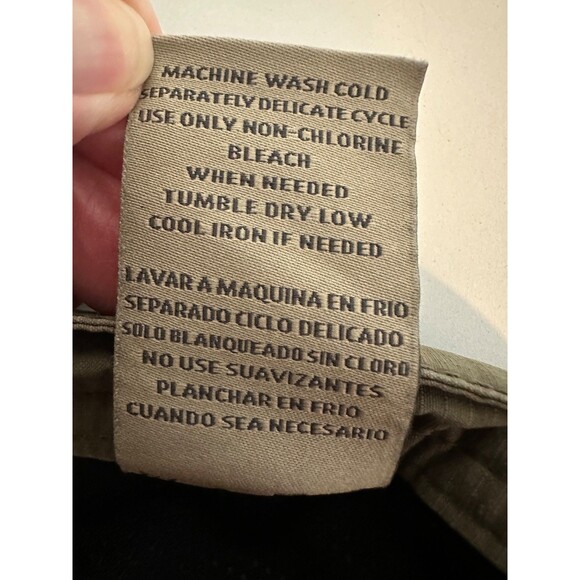 MACHINE WASH COLD
SEPARATELY DELICATE CYCLE
USE ONLY NON-CHLORINE
BLEACH
WHEN NEEDED
TUMBLE DRY LOW
COOL IRON IF NEEDED
LAVAR A MAQUINA EN FRIO
SEPARADO CICLO DELICADO
SOLO BLANQUEADO SIN CLORO
NO USE SUAVIZANTES
PLANCHAR EN FRIO
CUANDO SEA NECESARIO